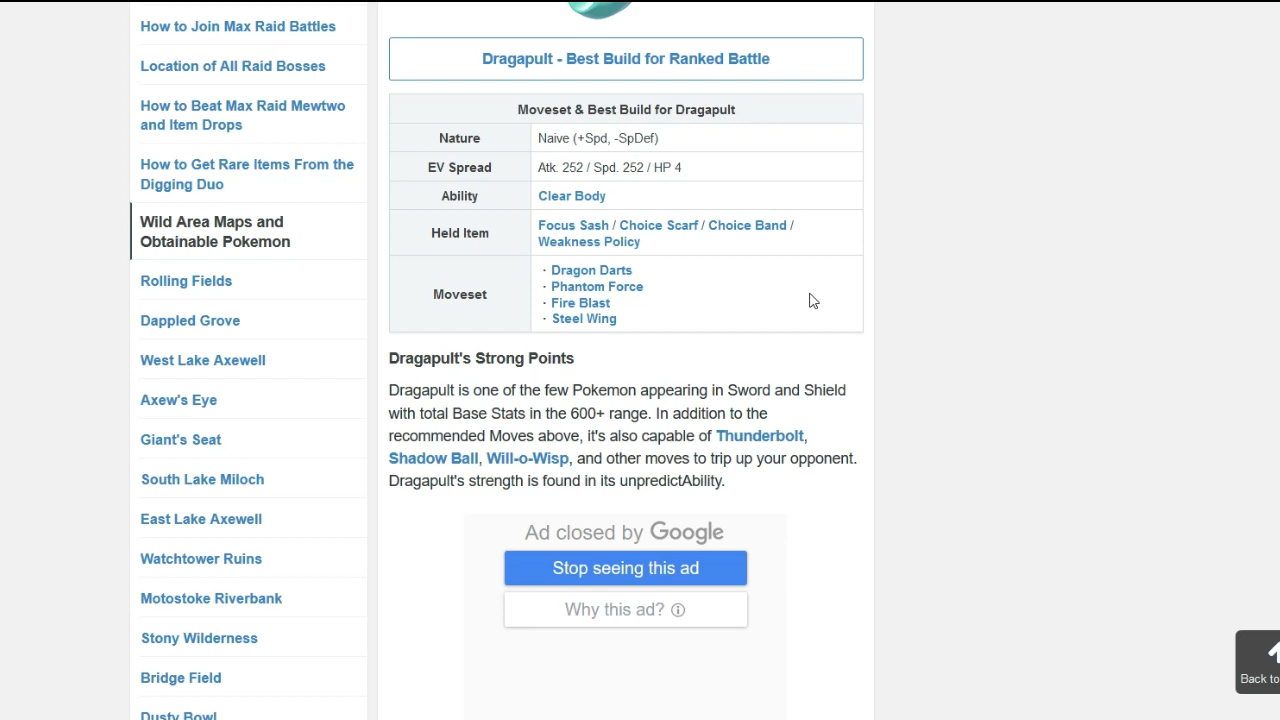 How to Join Max Raid Battles
Location of All Raid Bosses
How to Beat Max Raid Mewtwo
and Item Drops
How to Get Rare Items From the
Digging Duo
Wild Area Maps and
Obtainable Pokemon
Rolling Fields
Dappled Grove
West Lake Axewell
Axew's Eye
Giant's Seat
South Lake Miloch
East Lake Axewell
Watchtower Ruins
Motostoke Riverbank
Stony Wilderness
Bridge Field
Dusty Bowl
Dragapult - Best Build for Ranked Battle
Moveset & Best Build for Dragapult
Nature Naive (+Spd, -SpDef)
EV Spread Atk. 252 / Spd. 252 / HP 4
Ability Clear Body
Held Item Focus Sash / Choice Scarf / Choice Band /
Weakness Policy
Moveset
· Dragon Darts
· Phantom Force
· Fire Blast
· Steel Wing
Dragapult's Strong Points
Dragapult is one of the few Pokemon appearing in Sword and Shield
with total Base Stats in the 600+ range. In addition to the
recommended Moves above, it's also capable of Thunderbolt,
Shadow Ball, Will-o-Wisp, and other moves to trip up your opponent.
Dragapult's strength is found in its unpredictAbility.
Ad closed by Google
Stop seeing this ad
Why this ad?
Back to